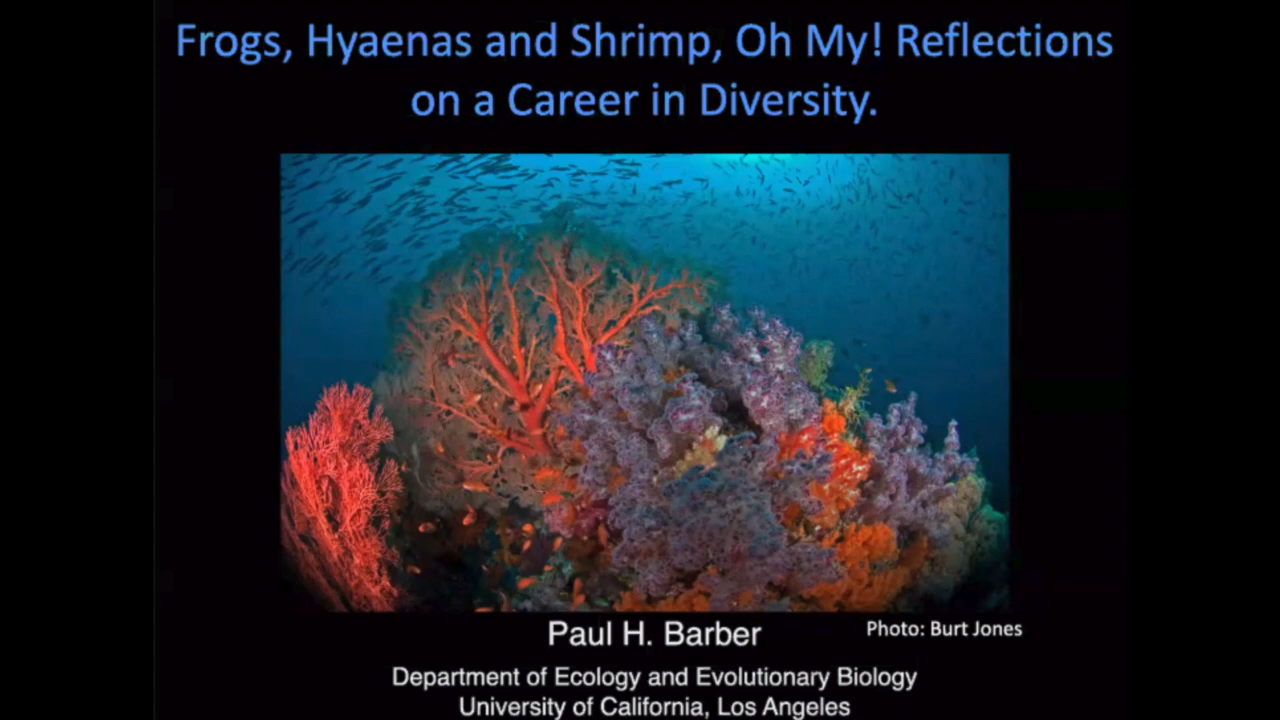 Frogs, Hyaenas and Shrimp, Oh My! Reflections
on a Career in Diversity.
Paul H. Barber
Photo: Burt Jones
Department of Ecology and Evolutionary Biology
University of California, Los Angeles